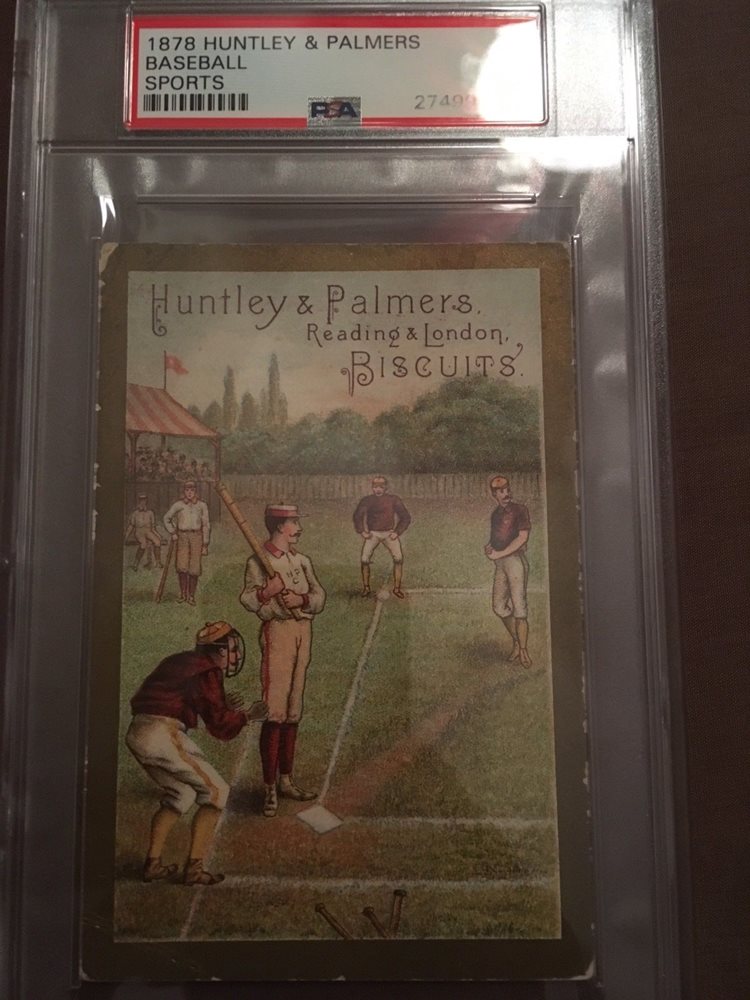 1878 HUNTLEY & PALMERS
BASEBALL
SPORTS
PSA
Huntley & Palmers,
Reading & London,
BISCUITS.